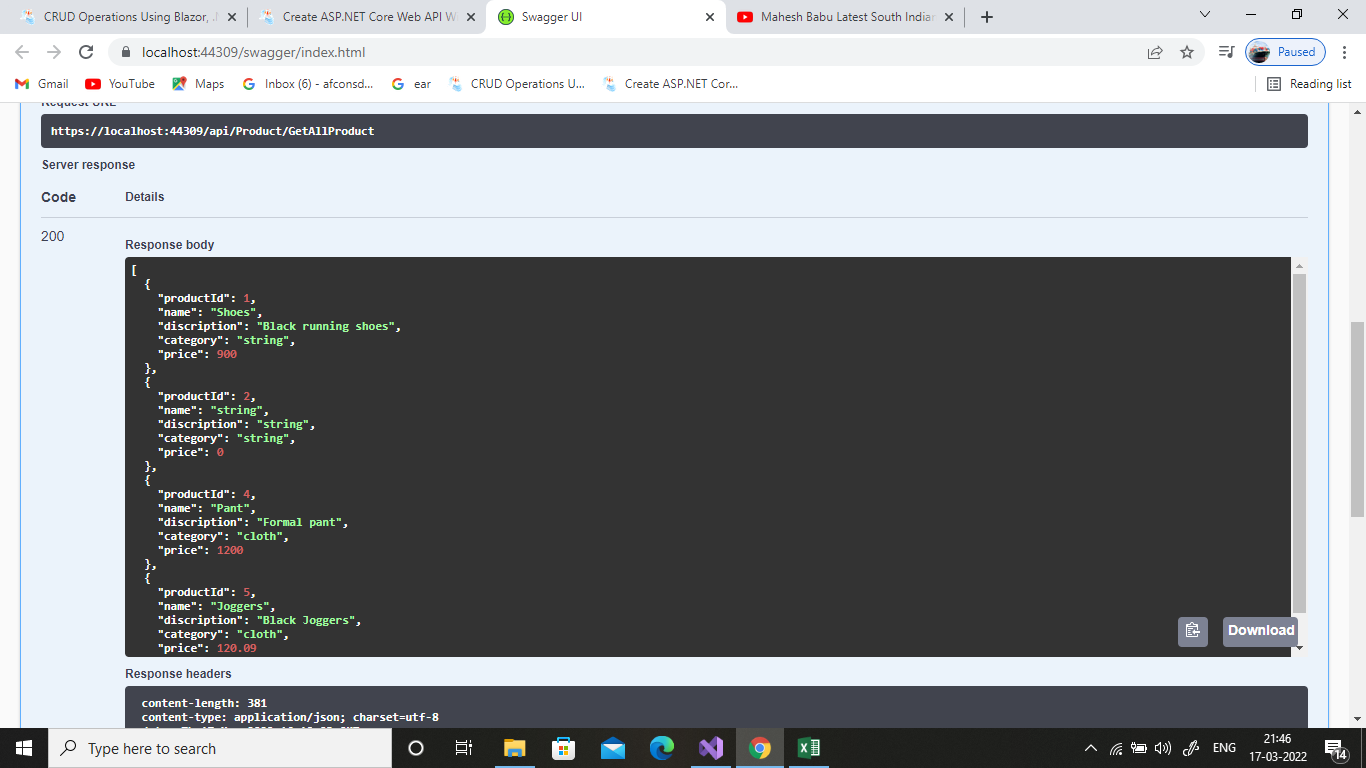 CRUD Operations Using Blazor, .N
Create ASP.NET Core Web API W
Swagger UI
Mahesh Babu Latest South Indian
localhost:44309/swagger/index.html
Paused
Gmail
YouTube
Maps
Inbox (6) - afconsd...
ear
CRUD Operations U...
Create ASP.NET Cor...
Reading list
Request URL
https://localhost:44309/api/Product/GetAllProduct
Server response
Code Details
200
Response body
[
{
"productId": 1,
"name": "Shoes",
"discription": "Black running shoes",
"category": "string",
"price": 900
},
{
"productId": 2,
"name": "string",
"discription": "string",
"category": "string",
"price": 0
},
{
"productId": 4,
"name": "Pant",
"discription": "Formal pant",
"category": "cloth",
"price": 1200
},
{
"productId": 5,
"name": "Joggers",
"discription": "Black Joggers",
"category": "cloth",
"price": 120.09
Download
Response headers
content-length: 381
content-type: application/json; charset=utf-8
Type here to search
ENG
21:46
17-03-2022
14